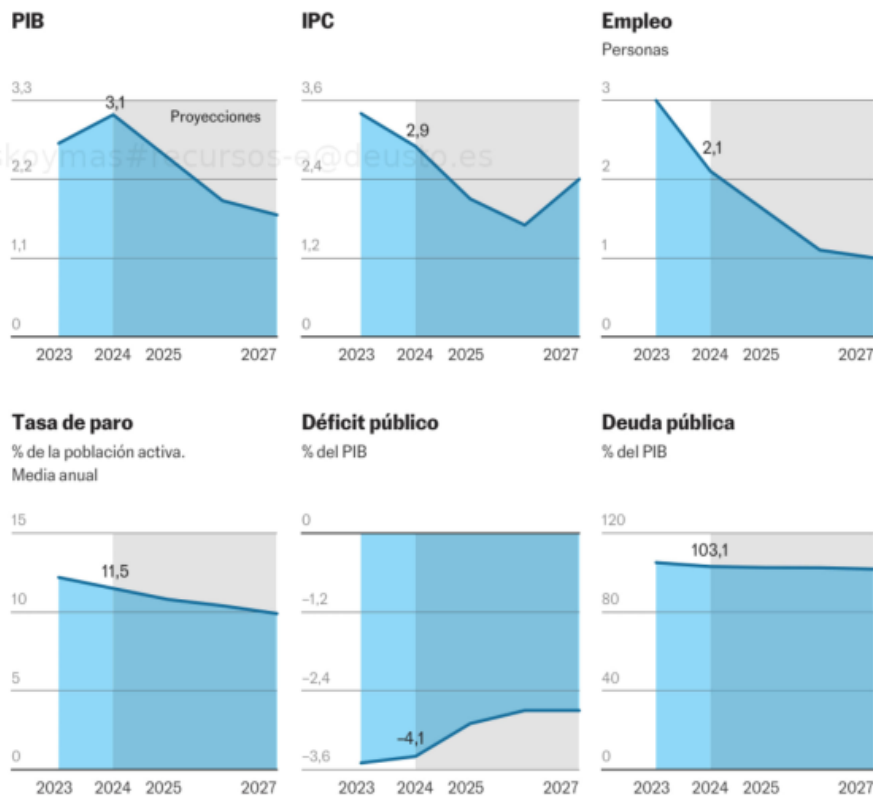 PIB
3,3
3,1
Proyecciones
2,2
1,1
0
2023 2024 2025 2027
IPC
3,6
2,9
2,4
1,2
0
2023 2024 2025 2027
Empleo
Personas
3
2,1
2
1
0
2023 2024 2025 2027
skoymas#recursos-e@deusto.es
Tasa de paro
% de la población activa.
Media anual
15
11,5
10
5
0
2023 2024 2025 2027
Déficit público
% del PIB
0
−1,2
−2,4
−4,1
−3,6
2023 2024 2025 2027
Deuda pública
% del PIB
120
103,1
80
40
0
2023 2024 2025 2027